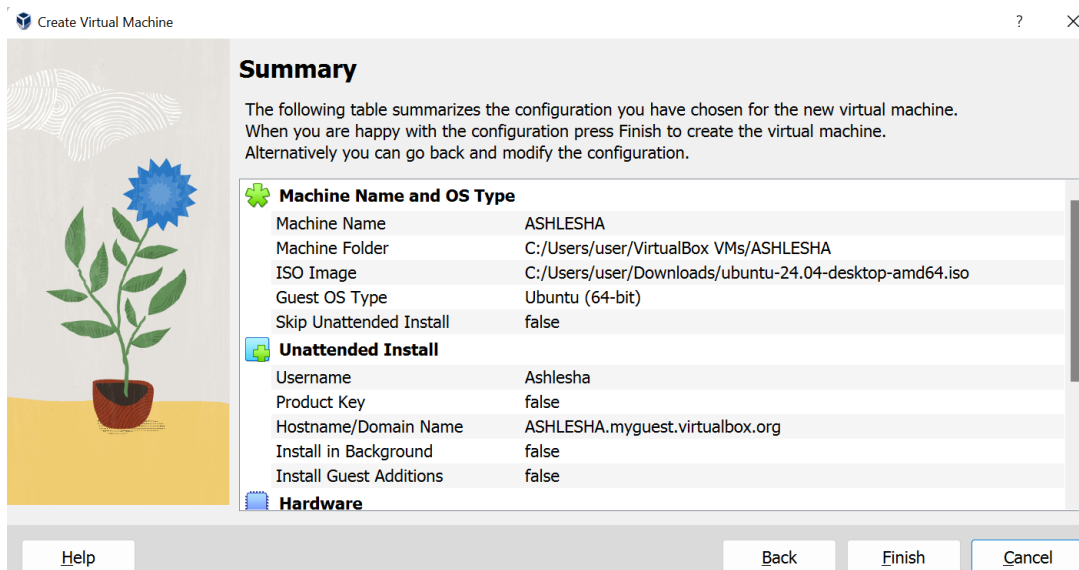 Create Virtual Machine ?
Summary
The following table summarizes the configuration you have chosen for the new virtual machine.
When you are happy with the configuration press Finish to create the virtual machine.
Alternatively you can go back and modify the configuration.
Machine Name and OS Type
Machine Name ASHLESHA
Machine Folder C:/Users/user/VirtualBox VMs/ASHLESHA
ISO Image C:/Users/user/Downloads/ubuntu-24.04-desktop-amd64.iso
Guest OS Type Ubuntu (64-bit)
Skip Unattended Install false
Unattended Install
Username Ashlesha
Product Key false
Hostname/Domain Name ASHLESHA.myguest.virtualbox.org
Install in Background false
Install Guest Additions false
Hardware
Help Back Finish Cancel